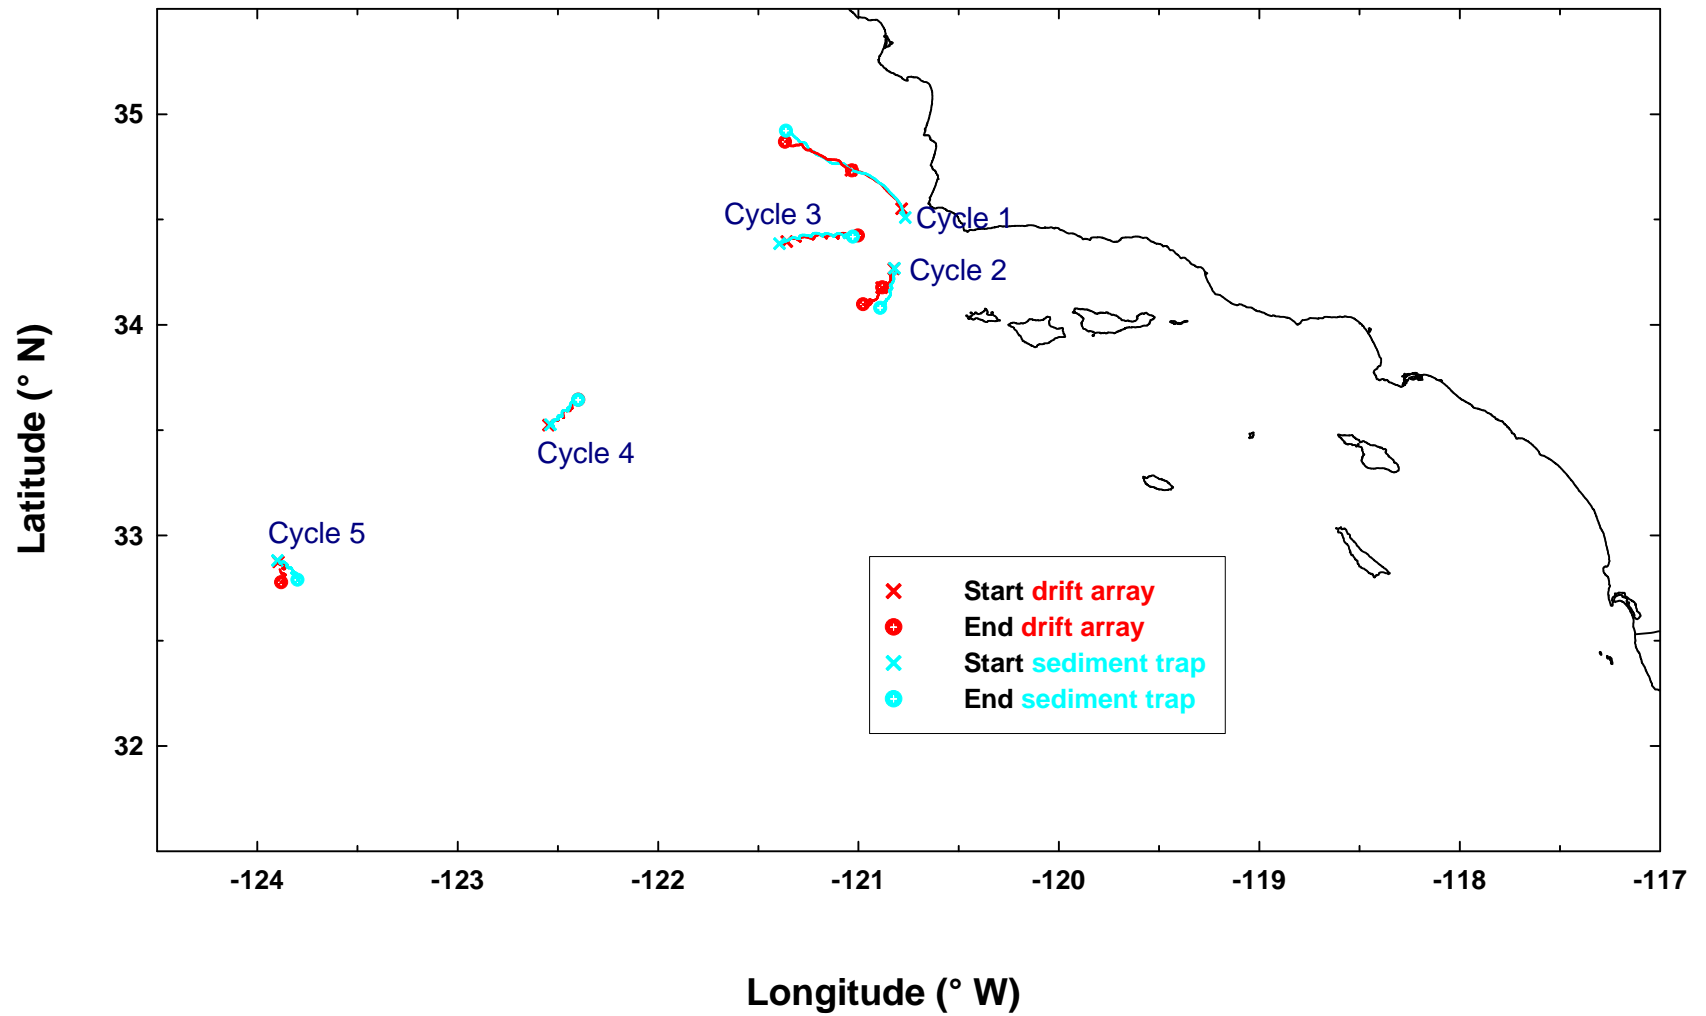 35
34
33
32
Latitude (° N)
Cycle 3
Cycle 1
Cycle 2
Cycle 4
Cycle 5
Start drift array
End drift array
Start sediment trap
End sediment trap
-124
-123
-122
-121
-120
-119
-118
-117
Longitude (° W)